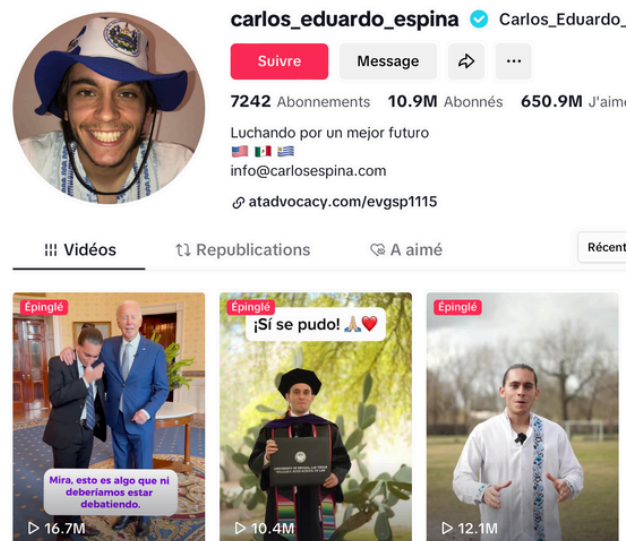 carlos_eduardo_espina Carlos_Eduardo_
Suivre Message
7242 Abonnements 10.9M Abonnés 650.9M J'aime
Luchando por un mejor futuro
info@carlosespina.com
atadvocacy.com/evgsp1115
Vidéos Republications A aimé Récent
Épinglé Épinglé Épinglé
¡Sí se pudo!
Mira, esto es algo que ni
deberíamos estar
debatiendo.
16.7M 10.4M 12.1M